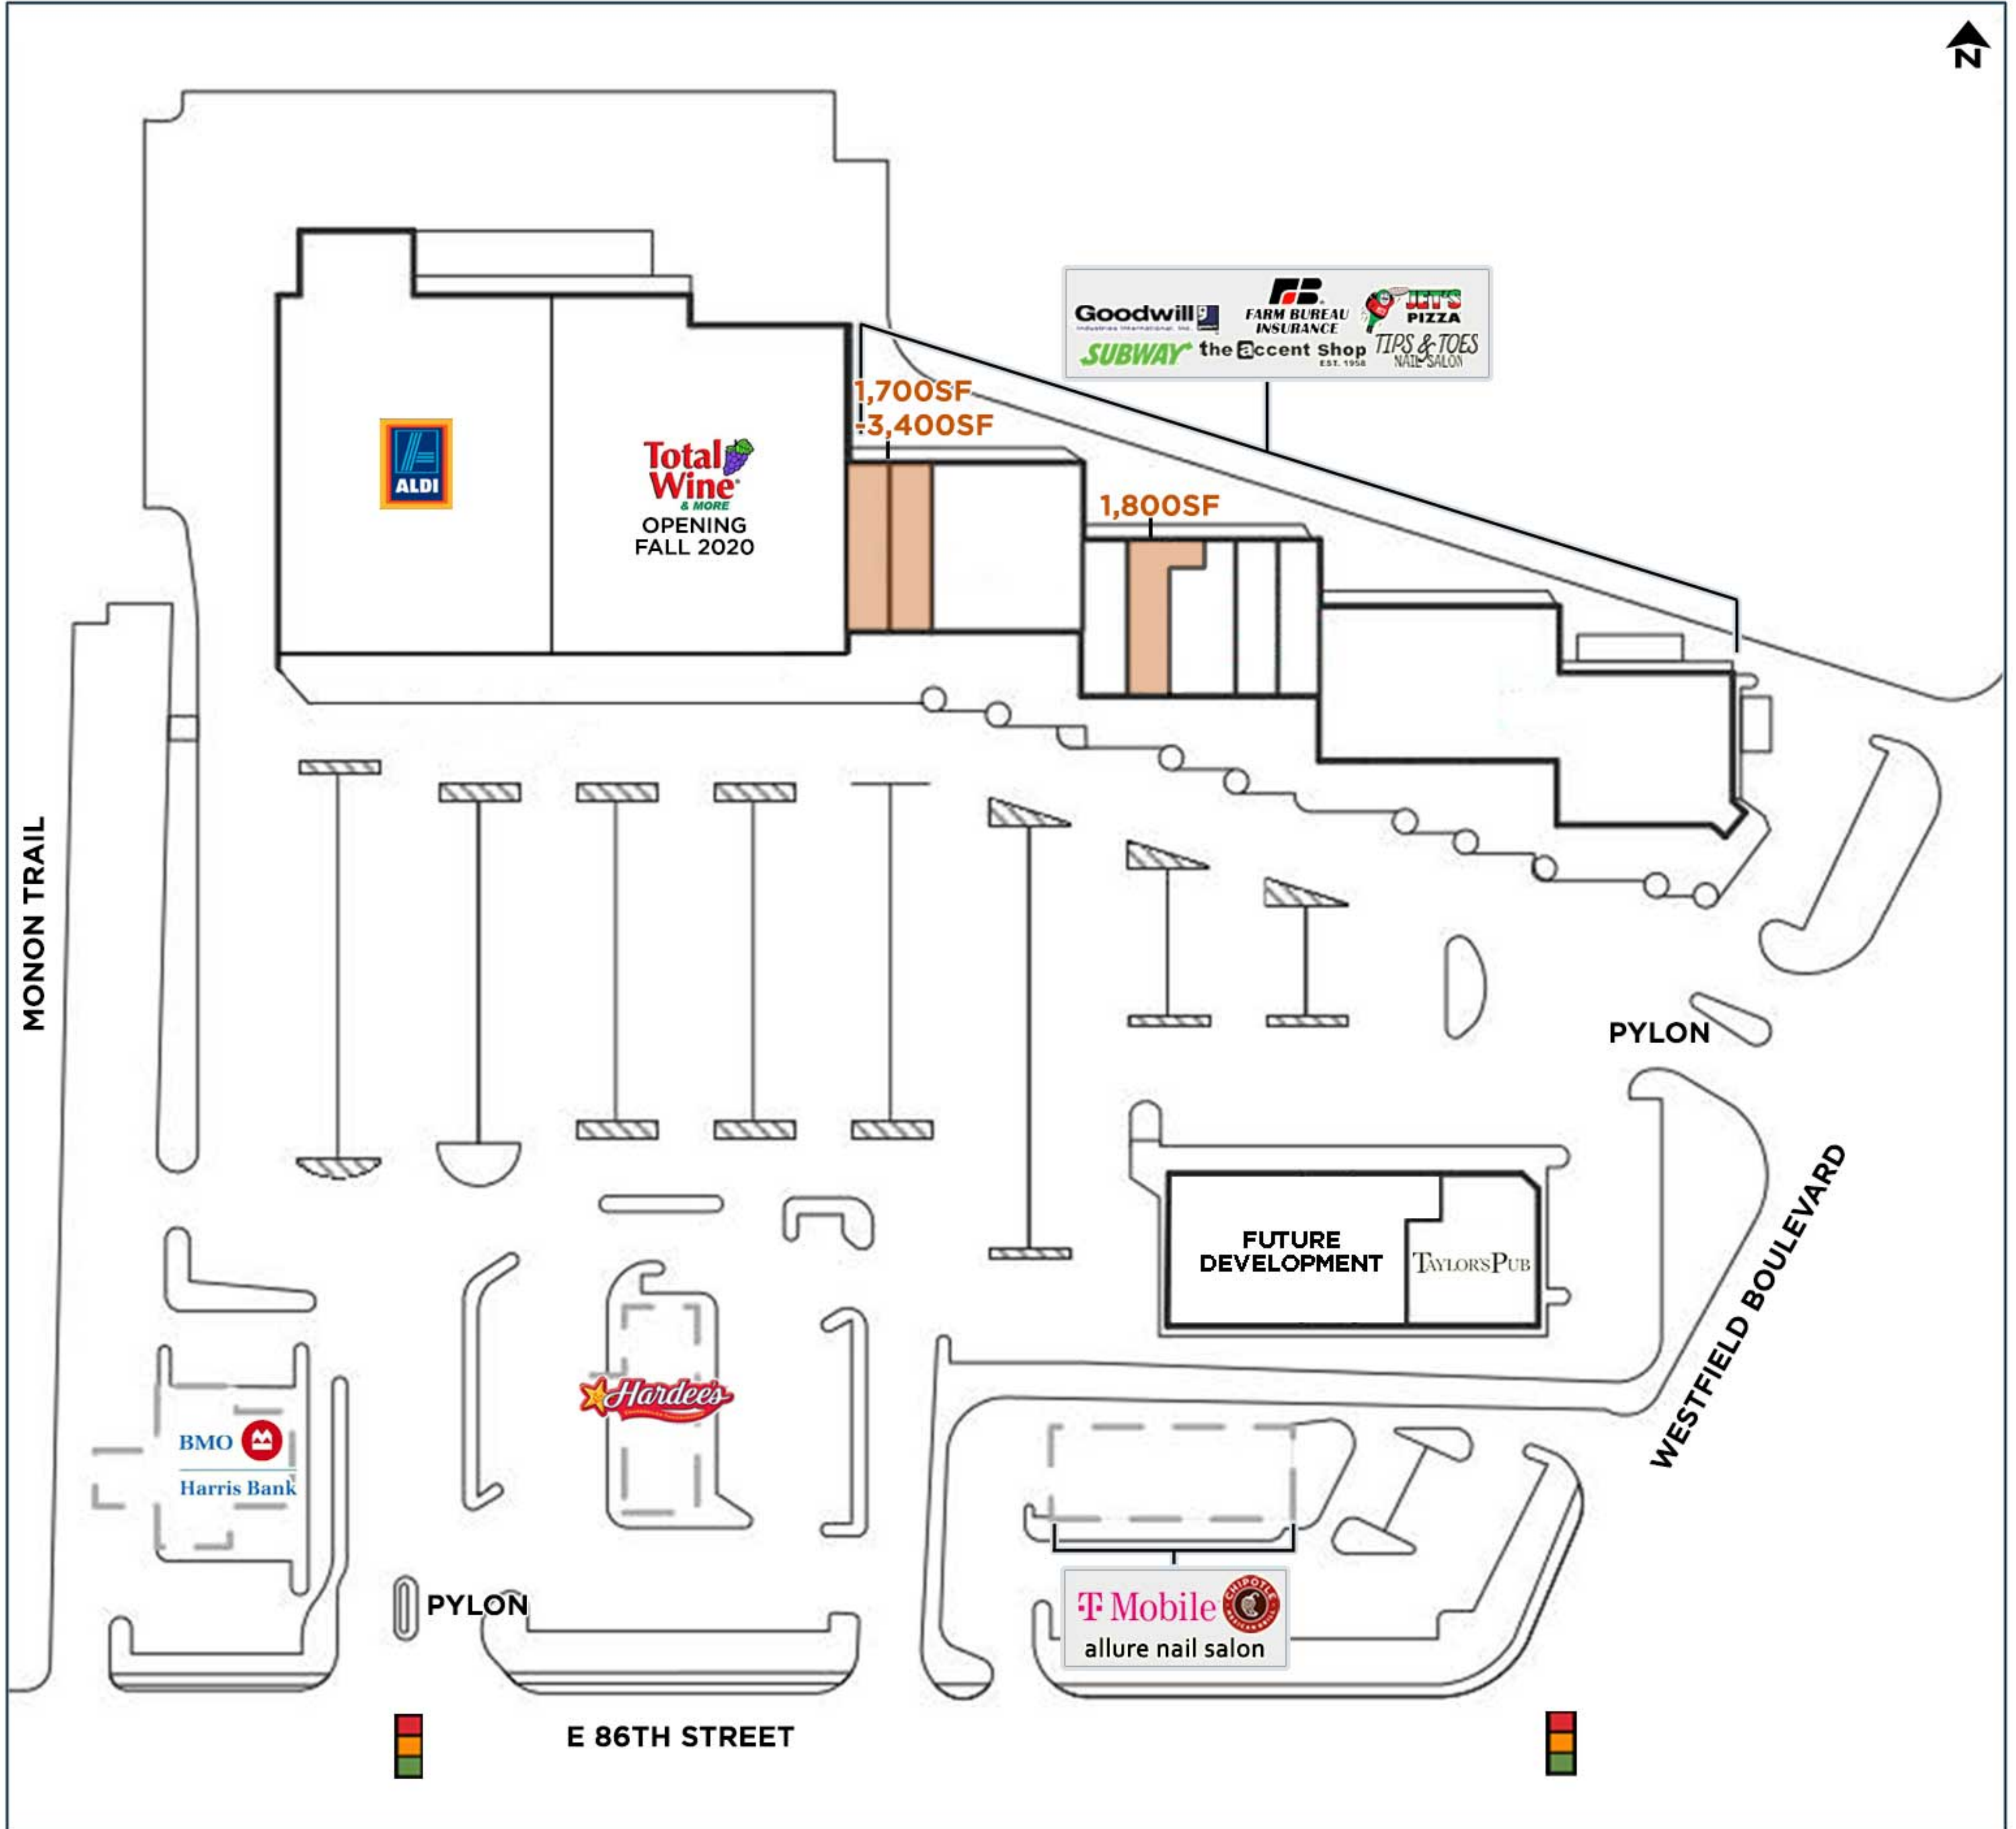 N
Goodwill
Industries International, Inc.
FARM BUREAU
INSURANCE
JET'S
PIZZA
SUBWAY
the accent Shop
EST. 1958
TIPS & TOES
NAIL SALON
1,700SF
-3,400SF
1,800SF
ALDI
Total
Wine
& MORE
OPENING
FALL 2020
MONON TRAIL
PYLON
FUTURE
DEVELOPMENT
TAYLOR'S PUB
WESTFIELD BOULEVARD
Hardee's
BMO
Harris Bank
PYLON
T Mobile
CHIPOTLE
allure nail salon
E 86TH STREET